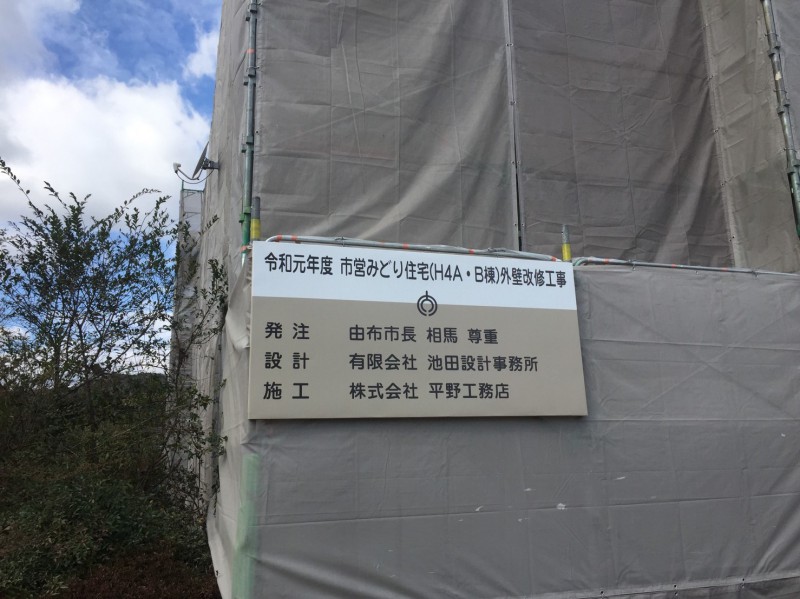 令和元年度 市営みどり住宅(H4A・B棟)外壁改修工事
発注 由布市長 相馬 尊重
設計 有限会社 池田設計事務所
施工 株式会社 平野工務店